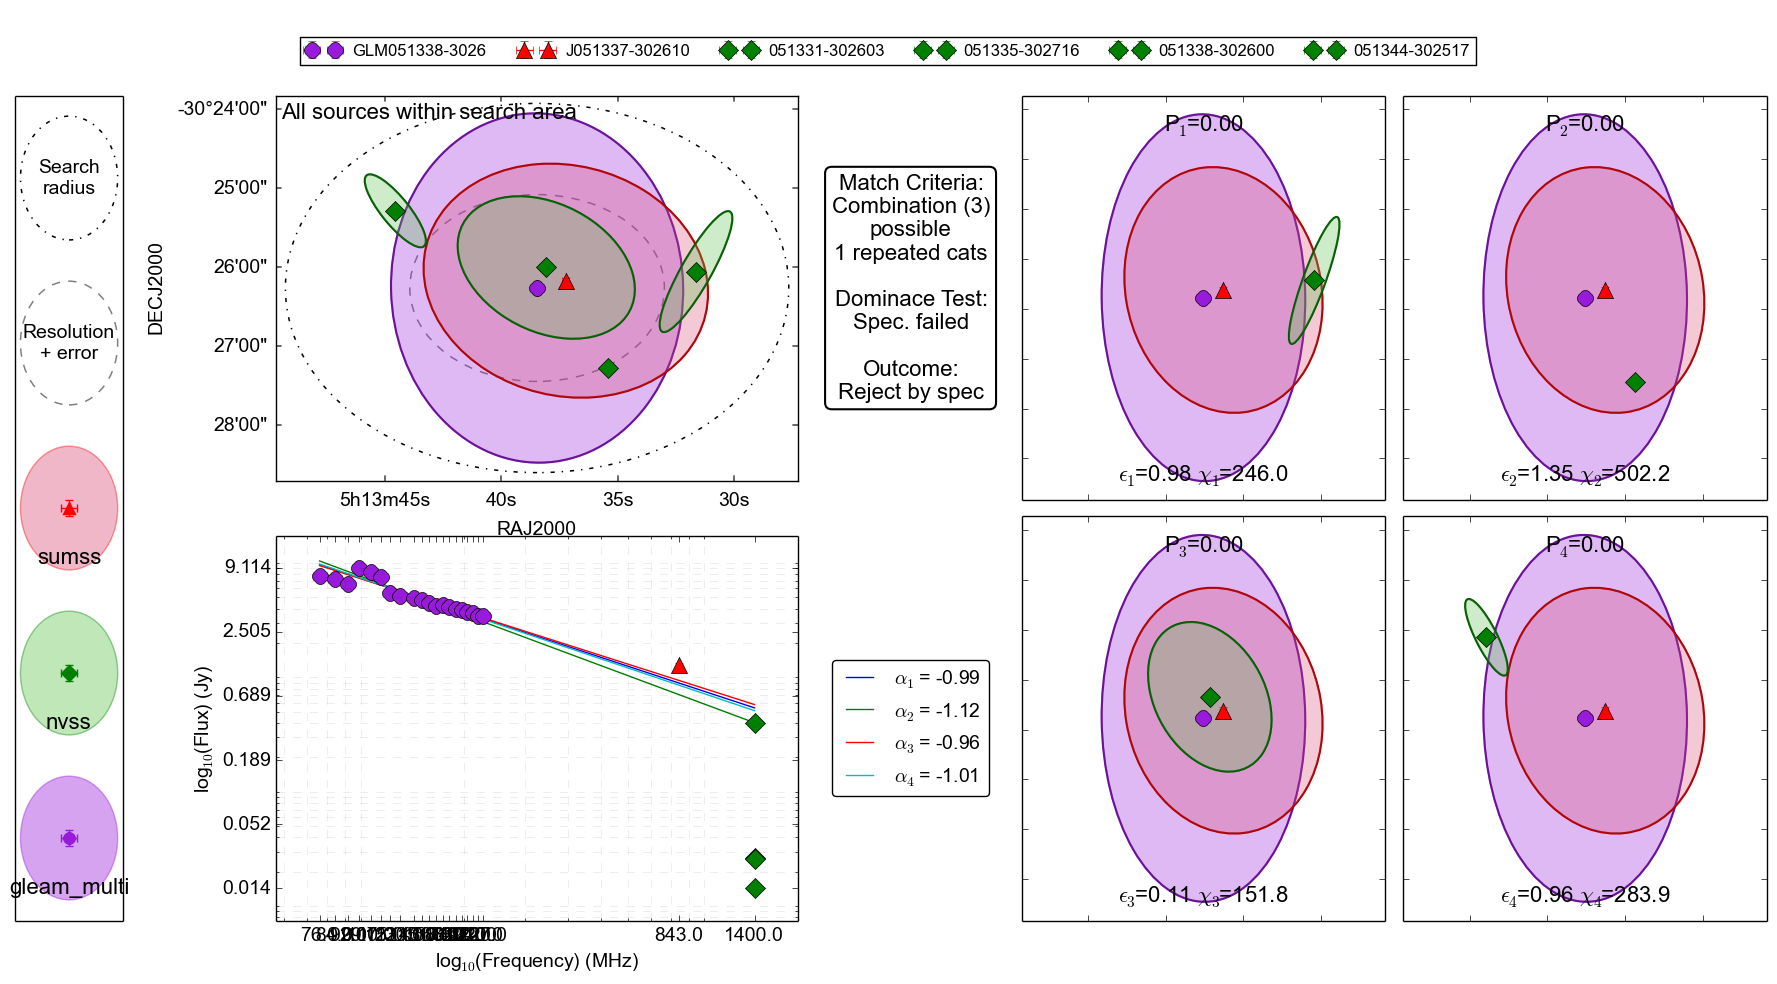 GLM051338-3026 J051337-302610 051331-302603 051335-302716 051338-302600 051344-302517
Search
radius
Resolution
+ error
sumss
nvss
gleam_multi
All sources within search area
-30°24'00"
25'00"
26'00"
27'00"
28'00"
DECJ2000
5h13m45s 40s 35s 30s
RAJ2000
Match Criteria:
Combination (3)
possible
1 repeated cats
Dominace Test:
Spec. failed
Outcome:
Reject by spec
P1=0.00
ϵ1=0.98 χ1=246.0
P2=0.00
ϵ2=1.35 χ2=502.2
9.114
2.505
0.689
0.189
0.052
0.014
log10(Flux) (Jy)
843.0 1400.0
log10(Frequency) (MHz)
α1 = -0.99
α2 = -1.12
α3 = -0.96
α4 = -1.01
P3=0.00
ϵ3=0.11 χ3=151.8
P4=0.00
ϵ4=0.96 χ4=283.9